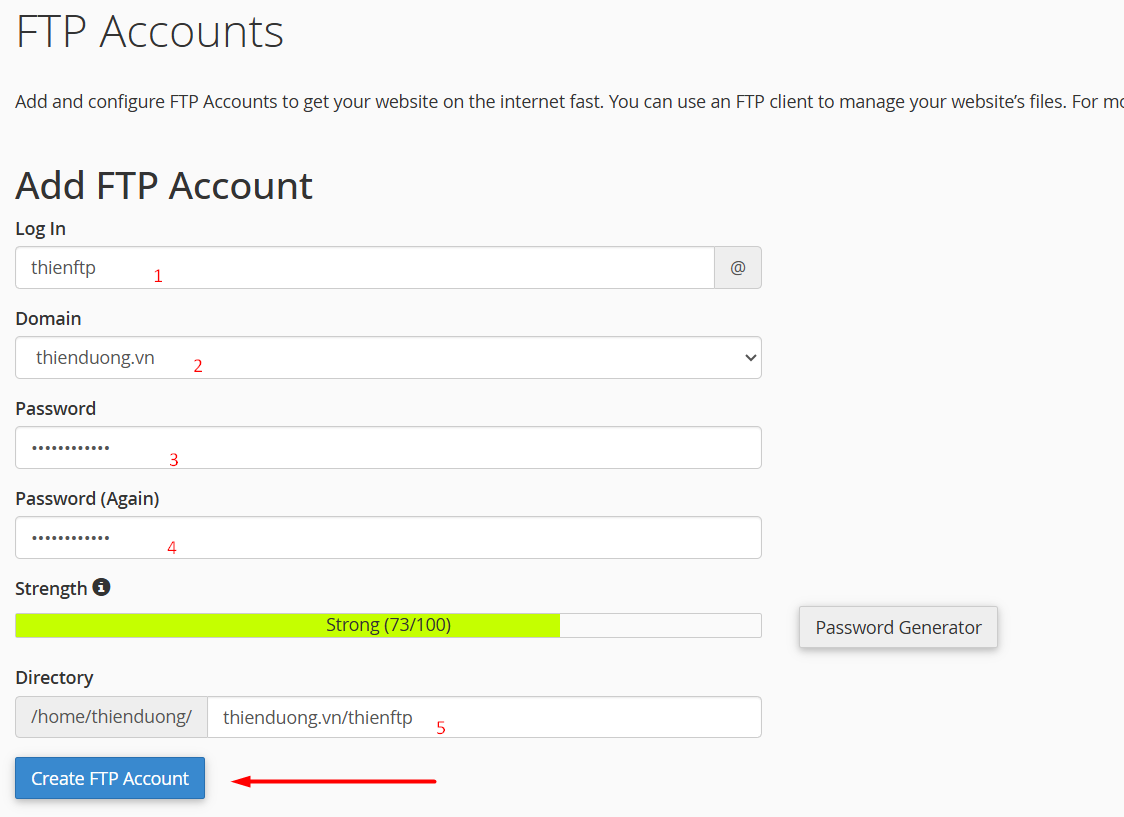 FTP Accounts
Add and configure FTP Accounts to get your website on the internet fast. You can use an FTP client to manage your website’s files. For mo
Add FTP Account
Log In
thienftp 1 @
Domain
thienduong.vn 2
Password
•••••••••••• 3
Password (Again)
•••••••••••• 4
Strength
Strong (73/100)
Password Generator
Directory
/home/thienduong/ thienduong.vn/thienftp 5
Create FTP Account